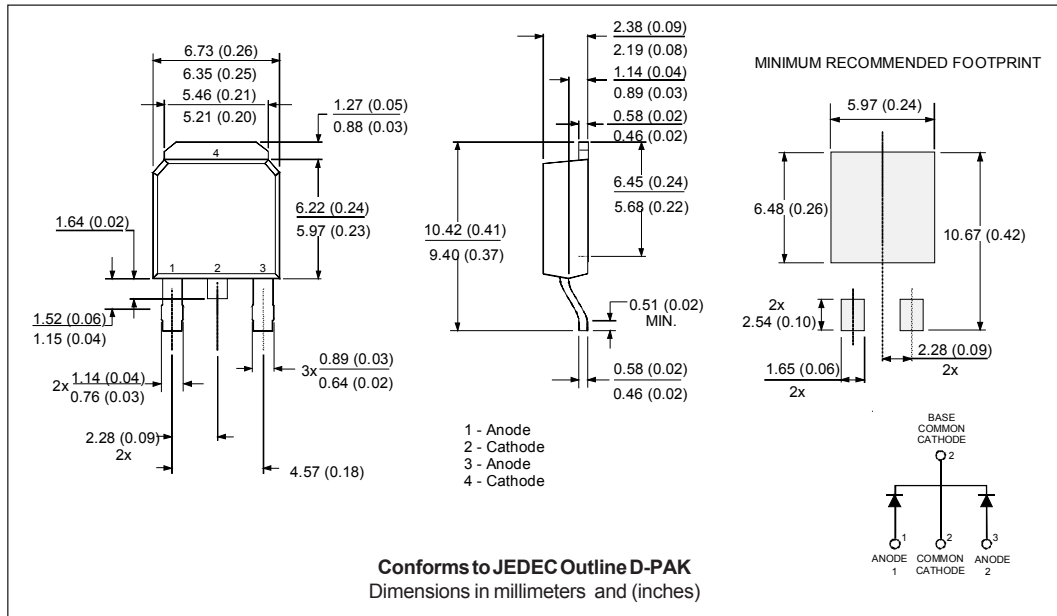 6.73 (0.26)
6.35 (0.25)
5.46 (0.21)
5.21 (0.20)
1.27 (0.05)
0.88 (0.03)
4
1.64 (0.02)
6.22 (0.24)
5.97 (0.23)
1
2
3
1.52 (0.06)
1.15 (0.04)
2x
1.14 (0.04)
0.76 (0.03)
3x
0.89 (0.03)
0.64 (0.02)
2.28 (0.09)
2x
4.57 (0.18)
2.38 (0.09)
2.19 (0.08)
1.14 (0.04)
0.89 (0.03)
0.58 (0.02)
0.46 (0.02)
6.45 (0.24)
5.68 (0.22)
10.42 (0.41)
9.40 (0.37)
0.51 (0.02)
MIN.
0.58 (0.02)
0.46 (0.02)
1 - Anode
2 - Cathode
3 - Anode
4 - Cathode
MINIMUM RECOMMENDED FOOTPRINT
5.97 (0.24)
6.48 (0.26)
10.67 (0.42)
2x
2.54 (0.10)
2.28 (0.09)
2x
1.65 (0.06)
2x
BASE
COMMON
CATHODE
2
1
2
3
ANODE
1
COMMON
CATHODE
ANODE
2
Conforms to JEDEC Outline D-PAK
Dimensions in millimeters and (inches)